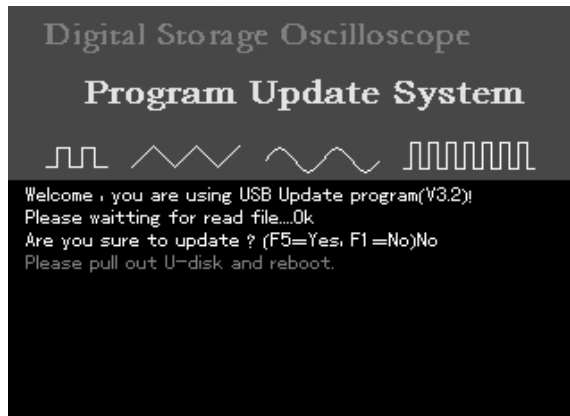 Digital Storage Oscilloscope
Program Update System
Welcome , you are using USB Update program(V3.2)!
Please waitting for read file....Ok
Are you sure to update ? (F5=Yes, F1=No)No
Please pull out U-disk and reboot.